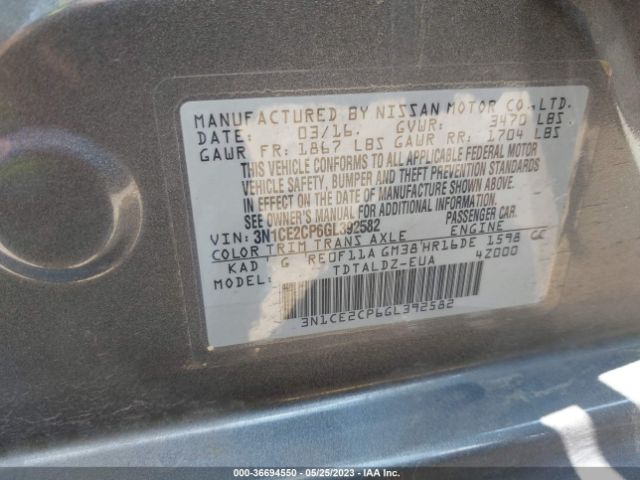 MANUFACTURED BY NISSAN MOTOR CO.,LTD.
DATE: 03/16. GVWR: 3470 LBS
GAWR FR: 1867 LBS GAWR RR: 1704 LBS
THIS VEHICLE CONFORMS TO ALL APPLICABLE FEDERAL MOTOR
VEHICLE SAFETY, BUMPER AND THEFT PREVENTION STANDARDS
IN EFFECT ON THE DATE OF MANUFACTURE SHOWN ABOVE.
SEE OWNER'S MANUAL FOR ADDITIONAL INFORMATION.
VIN: 3N1CE2CP6GL392582 PASSENGER CAR.
COLOR TRIM TRANS AXLE ENGINE
KAD G RE0F11A GM38 HR16DE 1598 CC
MODEL: TDTALDZ-EUA 4Z000
3N1CE2CP6GL392582
000-36694550 - 05/25/2023 - Copart, Inc. IAA Inc.